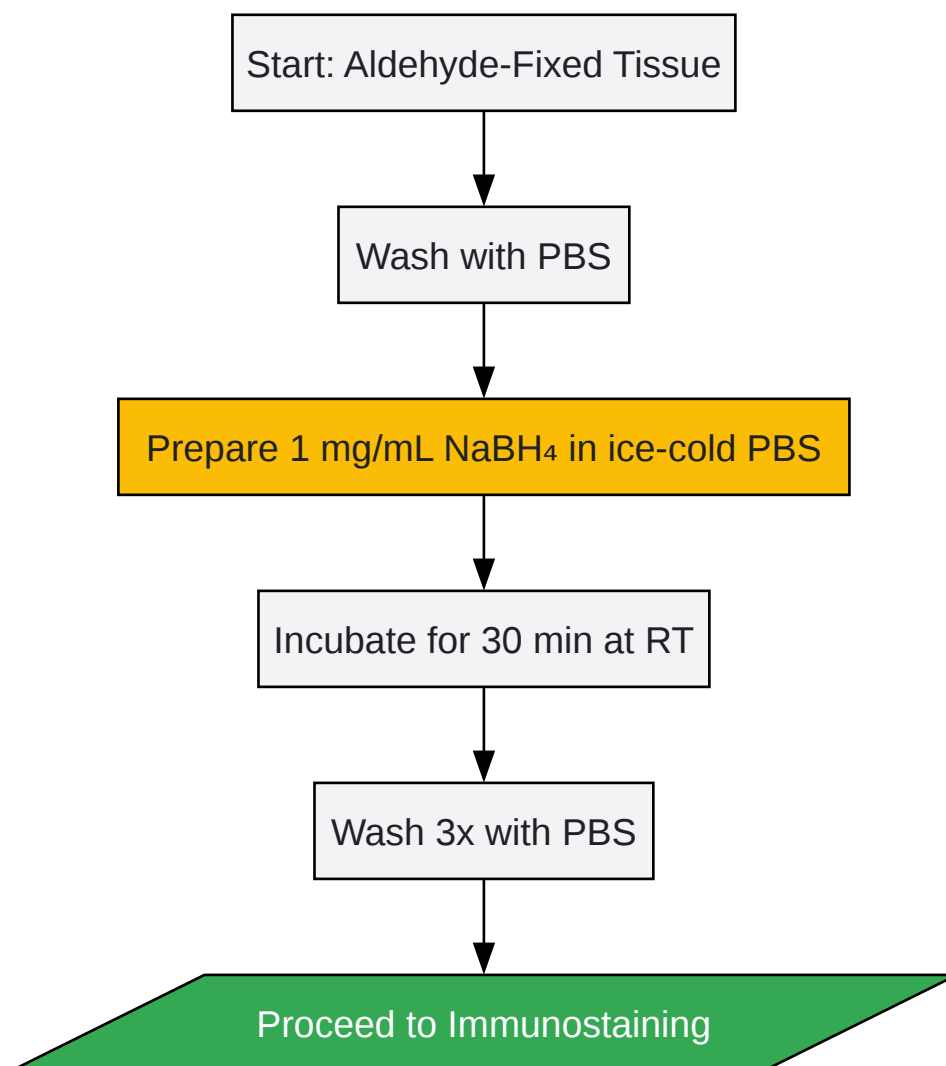 Start: Aldehyde-Fixed Tissue
Wash with PBS
Prepare 1 mg/mL NaBH₄ in ice-cold PBS
Incubate for 30 min at RT
Wash 3x with PBS
Proceed to Immunostaining